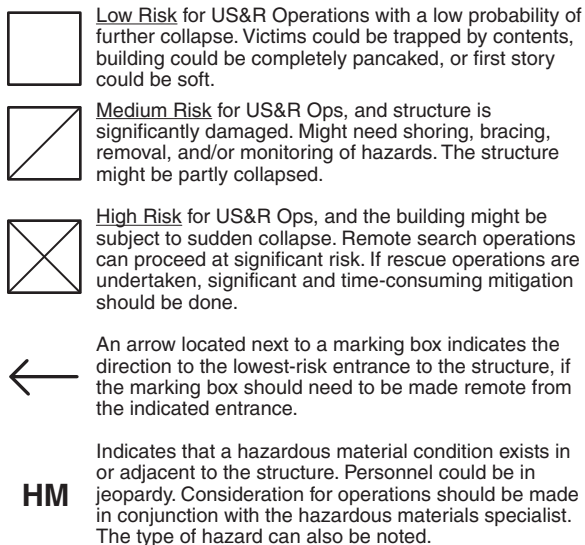 Low Risk for US&R Operations with a low probability of
further collapse. Victims could be trapped by contents,
building could be completely pancaked, or first story
could be soft.
Medium Risk for US&R Ops, and structure is
significantly damaged. Might need shoring, bracing,
removal, and/or monitoring of hazards. The structure
might be partly collapsed.
High Risk for US&R Ops, and the building might be
subject to sudden collapse. Remote search operations
can proceed at significant risk. If rescue operations are
undertaken, significant and time-consuming mitigation
should be done.
An arrow located next to a marking box indicates the
direction to the lowest-risk entrance to the structure, if
the marking box should need to be made remote from
the indicated entrance.
HM
Indicates that a hazardous material condition exists in
or adjacent to the structure. Personnel could be in
jeopardy. Consideration for operations should be made
in conjunction with the hazardous materials specialist.
The type of hazard can also be noted.